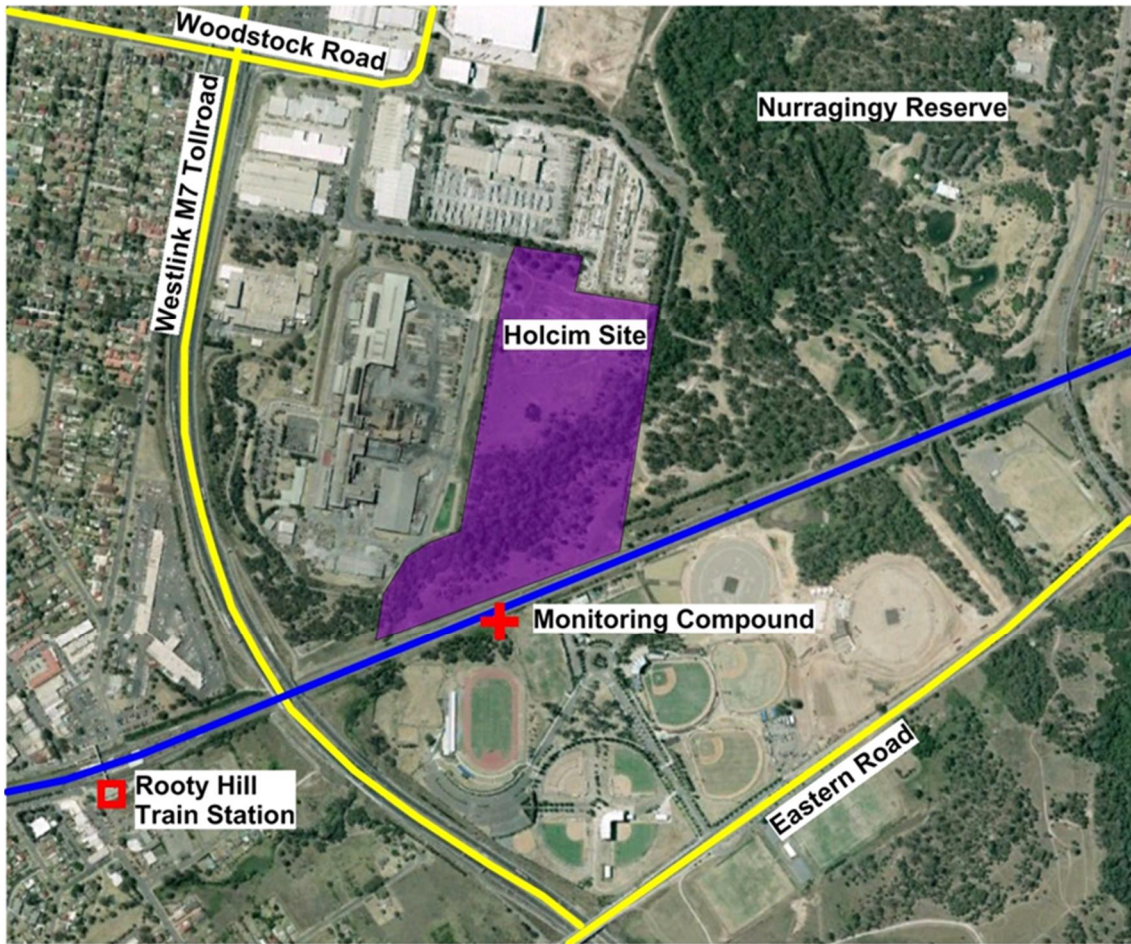 Woodstock Road
Westlink M7 Tollroad
Nurragingy Reserve
Holcim Site
Monitoring Compound
Eastern Road
Rooty Hill
Train Station